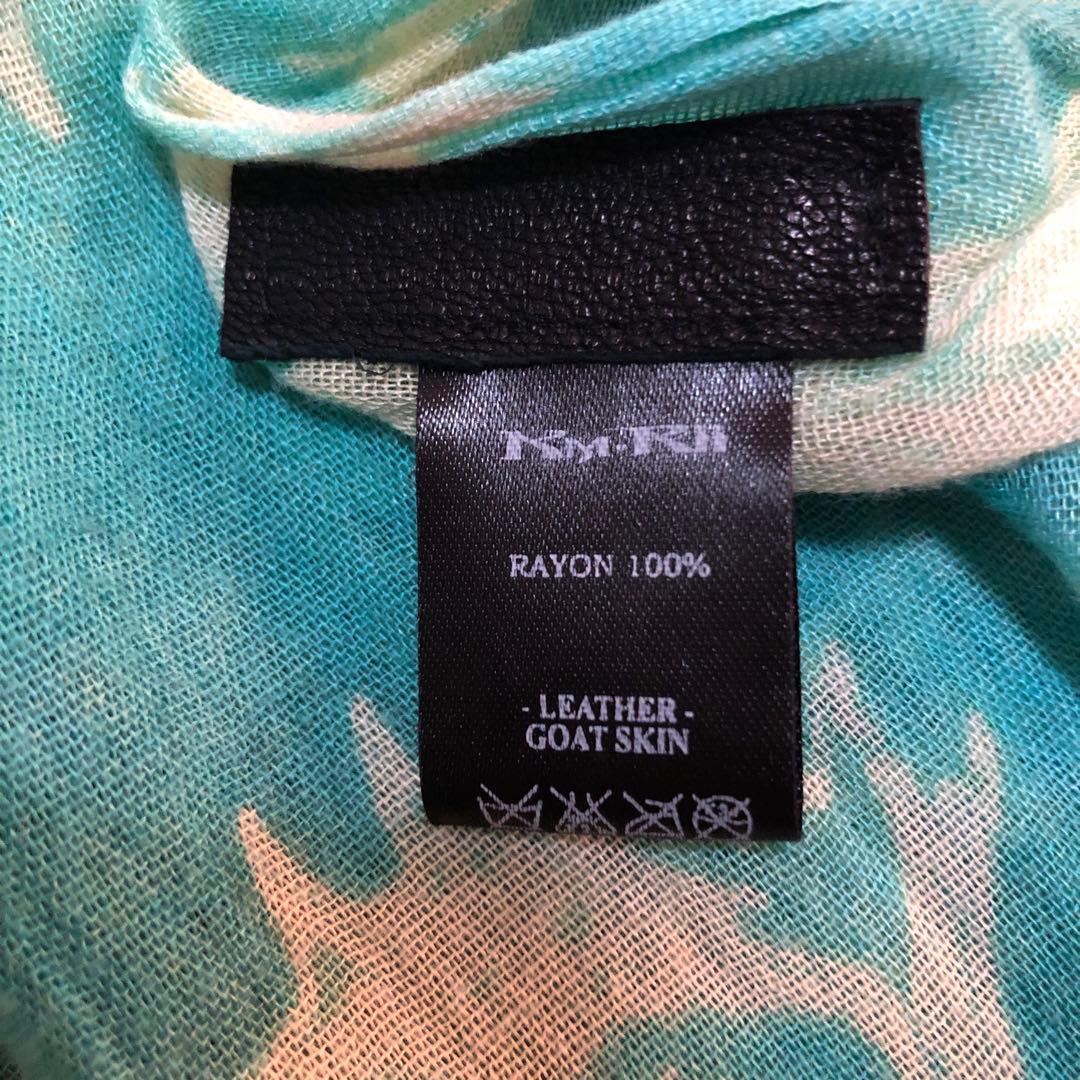 RAYON 100%
- LEATHER -
GOAT SKIN